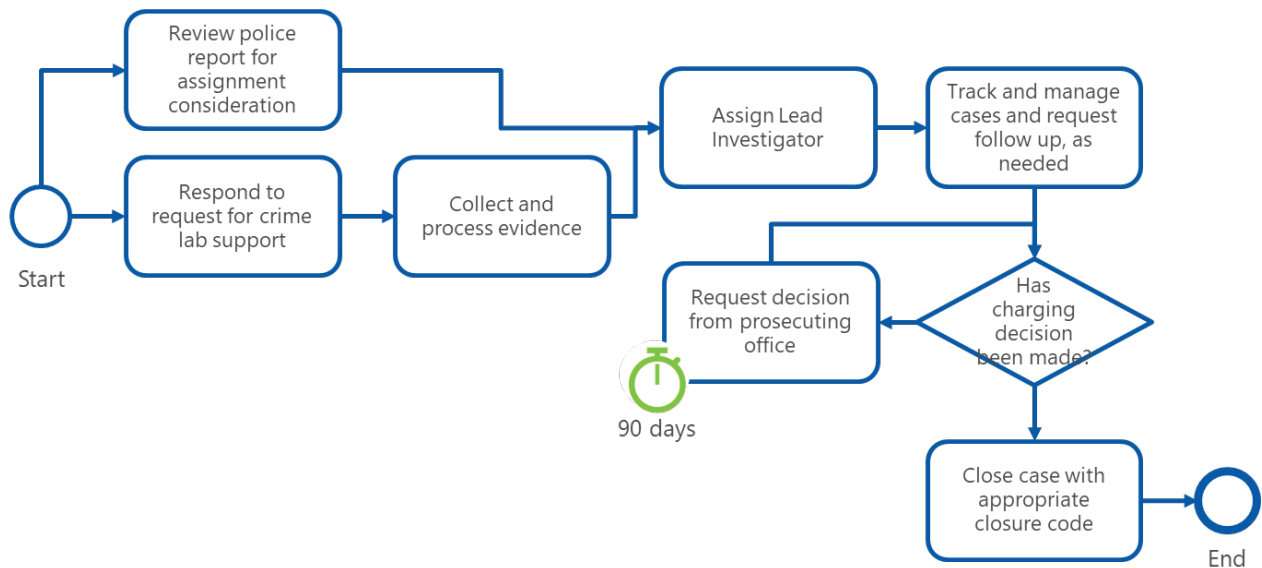 Review police
report for
assignment
consideration
Respond to
request for crime
lab support
Start
Collect and
process evidence
Assign Lead
Investigator
Track and manage
cases and request
follow up, as
needed
Has
charging
decision
been made?
Request decision
from prosecuting
office
90 days
Close case with
appropriate
closure code
End